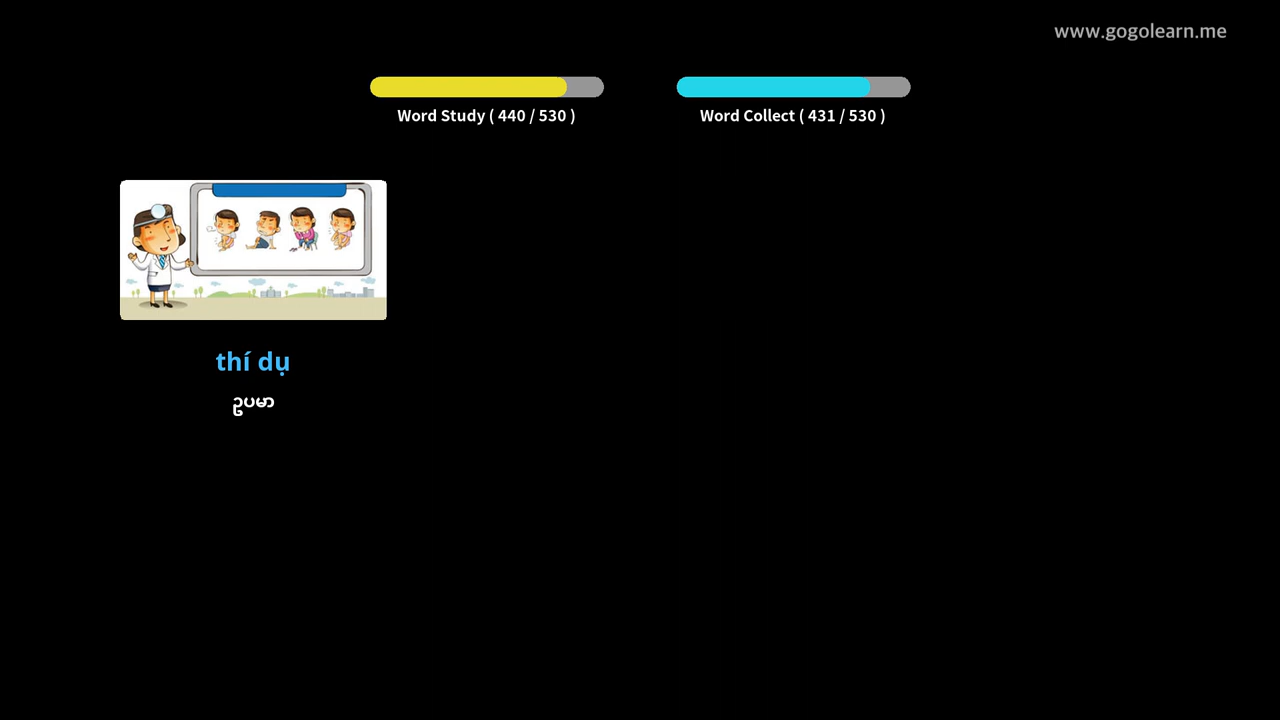 www.gogolearn.me
Word Study ( 440 / 530 )
Word Collect ( 431 / 530 )
thí dụ
ဥပမာ